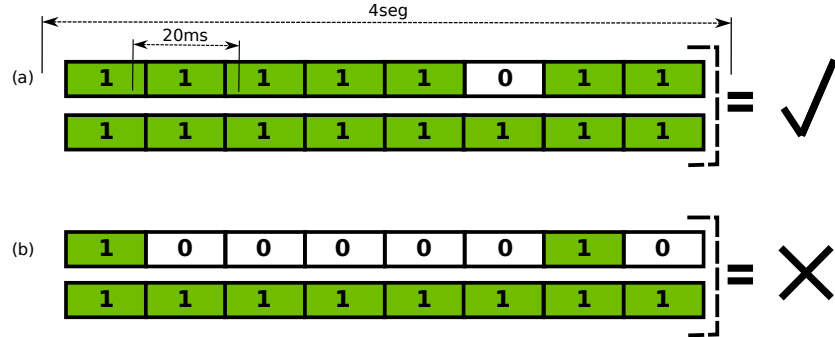 4seg
20ms
(a) 1 1 1 1 1 0 1 1
1 1 1 1 1 1 1 1
=
(b) 1 0 0 0 0 0 1 0
1 1 1 1 1 1 1 1
=